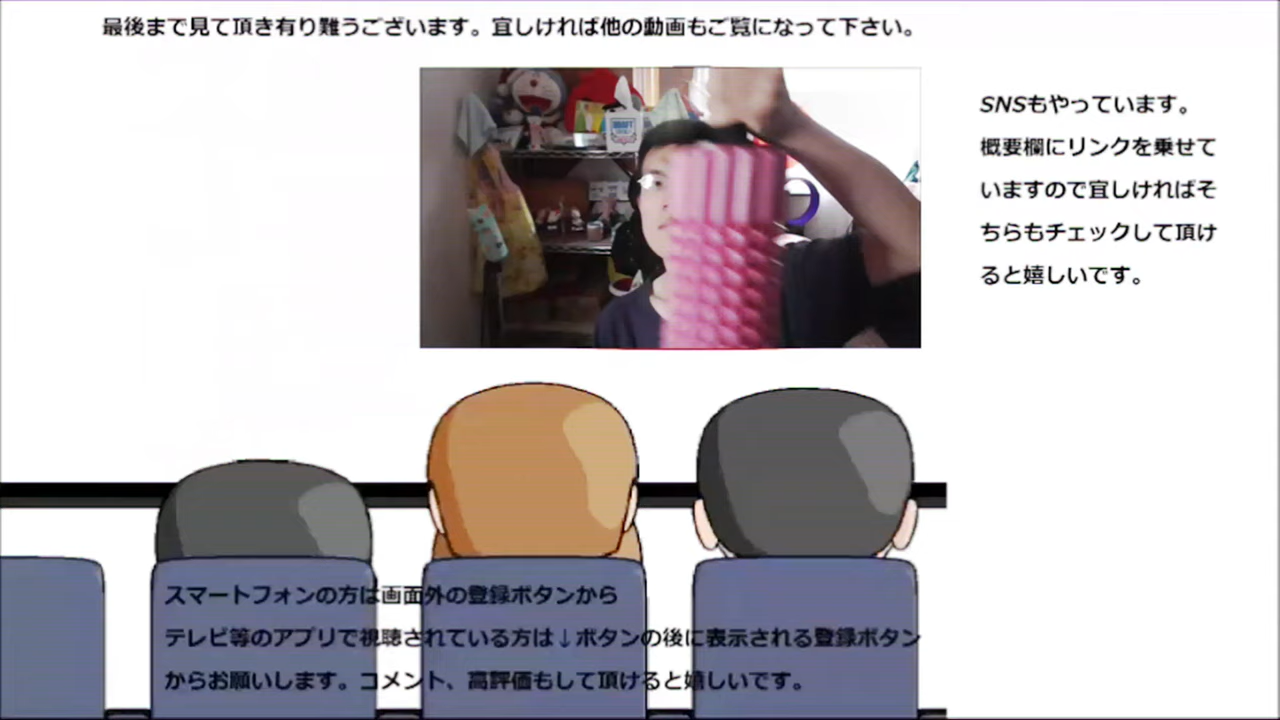 最後まで見て頂き有り難うございます。宜しければ他の動画もご覧になって下さい。
SNSもやっています。
概要欄にリンクを乗せて
いますので宜しければそ
ちらもチェックして頂け
ると嬉しいです。
スマートフォンの方は画面外の登録ボタンから
テレビ等のアプリで視聴されている方は↓ボタンの後に表示される登録ボタン
からお願いします。コメント、高評価もして頂けると嬉しいです。